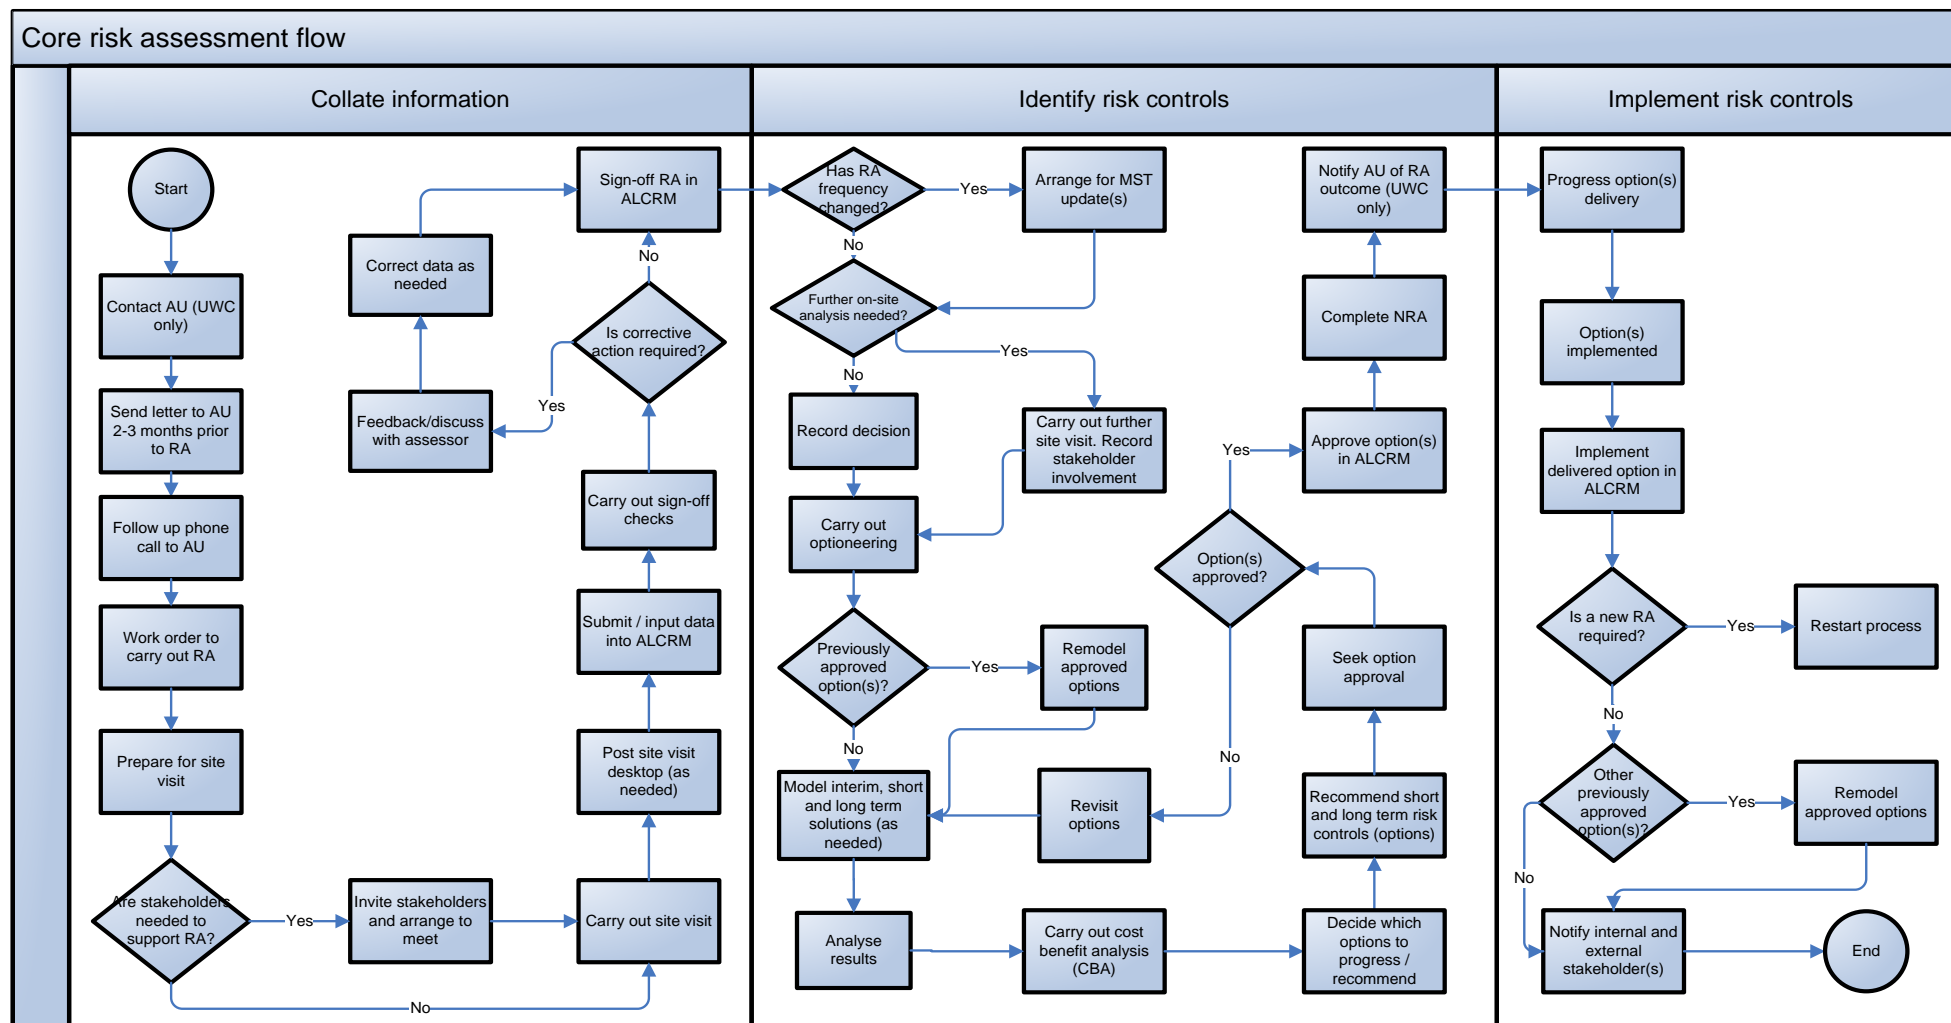 Core risk assessment flow
Collate information
Identify risk controls
Implement risk controls
Start
Contact AU (UWC
only)
Send letter to AU
2-3 months prior
to RA
Follow up phone
call to AU
Work order to
carry out RA
Prepare for site
visit
Are stakeholders
needed to
support RA?
Yes
No
Invite stakeholders
and arrange to
meet
Carry out site visit
Post site visit
desktop (as
needed)
Submit / input data
into ALCRM
Carry out sign-off
checks
Is corrective
action required?
Yes
No
Feedback/discuss
with assessor
Correct data as
needed
Sign-off RA in
ALCRM
Has RA
frequency
changed?
Yes
No
Arrange for MST
update(s)
Further on-site
analysis needed?
Yes
No
Record decision
Carry out further
site visit. Record
stakeholder
involvement
Carry out
optioneering
Previously
approved
option(s)?
Yes
No
Remodel
approved
options
Model interim, short
and long term
solutions (as
needed)
Revisit
options
Analyse
results
Carry out cost
benefit analysis
(CBA)
Decide which
options to
progress /
recommend
Recommend short
and long term risk
controls (options)
Seek option
approval
Option(s)
approved?
Yes
No
Approve option(s)
in ALCRM
Complete NRA
Notify AU of RA
outcome (UWC
only)
Progress option(s)
delivery
Option(s)
implemented
Implement
delivered option in
ALCRM
Is a new RA
required?
Yes
No
Restart process
Other
previously
approved
option(s)?
Yes
No
Remodel
approved options
Notify internal and
external
stakeholder(s)
End